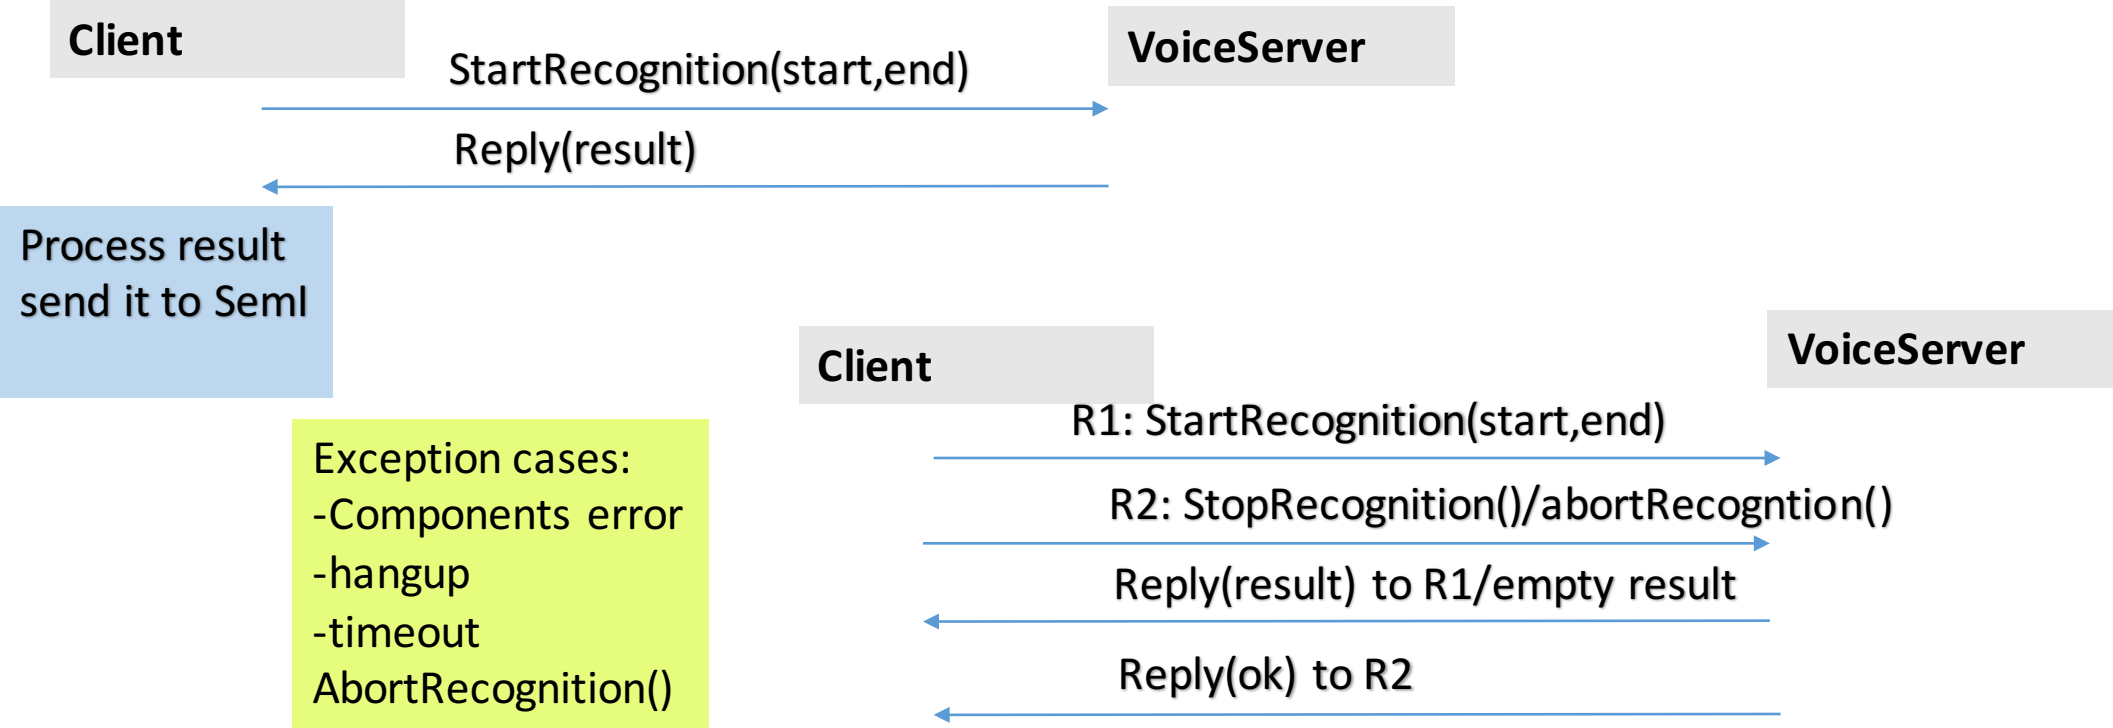 Client
VoiceServer
StartRecognition(start,end)
Reply(result)
Process result
send it to SemI
Client
VoiceServer
R1: StartRecognition(start,end)
R2: StopRecognition()/abortRecogntion()
Reply(result) to R1/empty result
Reply(ok) to R2
Exception cases:
-Components error
-hangup
-timeout
AbortRecognition()